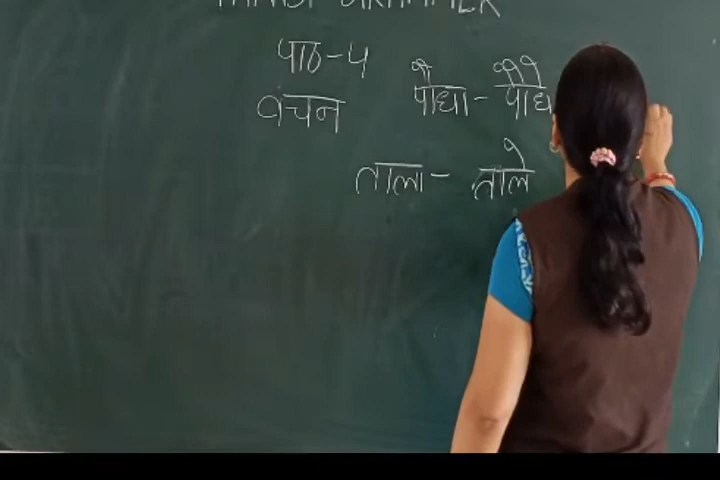 पाठ-५
वचन पौधा - पौधे
ताला - ताले